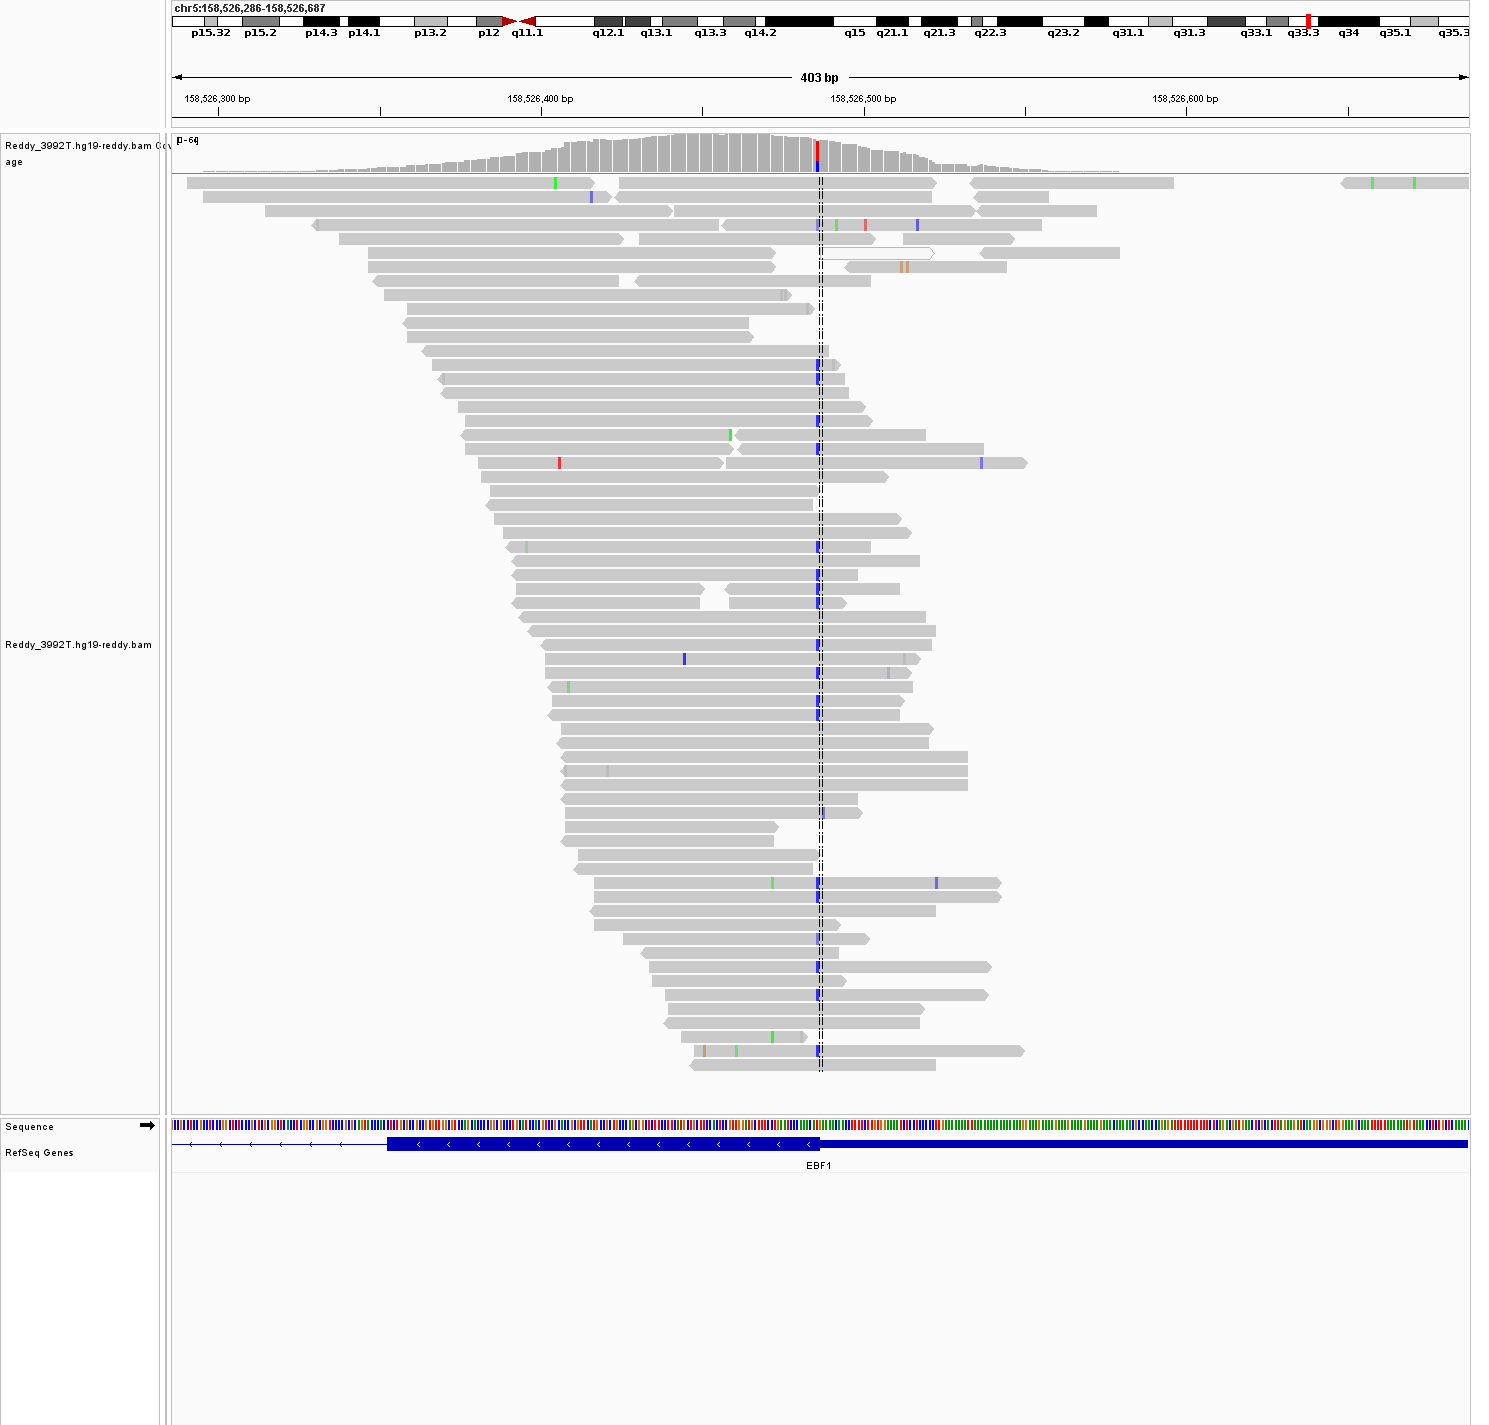 chr5:158,526,286-158,526,687
p15.32 p15.2 p14.3 p14.1 p13.2 p12 q11.1 q12.1 q13.1 q13.3 q14.2 q15 q21.1 q21.3 q22.3 q23.2 q31.1 q31.3 q33.1 q33.3 q34 q35.1 q35.3
403 bp
158,526,300 bp 158,526,400 bp 158,526,500 bp 158,526,600 bp
Reddy_3992T.hg19-reddy.bam Cov
age
Reddy_3992T.hg19-reddy.bam
Sequence
RefSeq Genes
EBF1